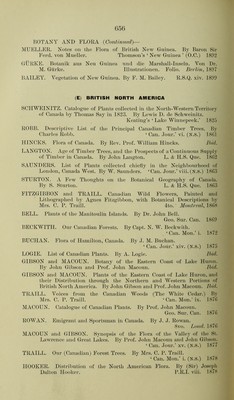 656
BOTANY AND FLORA (Continued)—
MUELLER. Notes on the Flora of British New Guinea. By Baron Sir
Ferd. von Mueller. Thomson's 'New Guinea' (O.C.) 1892
GÜRKE. Botanik aus Neu Guinea und die Marshall-Inseln. Von Dr.
M. Gürke. Illustrationen. Folio. Berlin, 1897
BAILEY. Vegetation of New Guinea. By F. M. Bailey. R.S.Q. xiv. 1899
(E) BRITISH NORTH AMERICA
SCHWENITZ. Catalogue of Plants collected in the North-Western Territory
of Canada by Thomas Say in 1823. By Lewis D. de Schweinitz.
Keating's 'Lake Winnepeek.' 1825
ROBB. Descriptive List of the Principal Canadian Timber Trees. By
Charles Robb. 'Can. Jour.' vi. (N.S.) 1861
HINCKS. Flora of Canada. By Rev. Prof. William Hincks. Ibid.
LANGTON. Age of Timber Trees, and the Prospects of a Continuous Supply
of Timber in Canada. By John Langton. L. & H.S. Que. 1862
SAUNDERS. List of Plants collected chiefly in the Neighbourhood of
London, Canada West. By W. Saunders. 'Can. Jour.' viii. (N.S.) 1863
STURTON. A Few Thoughts on the Botanical Geography of Canada.
By S. Sturton. L. & H.S. Que. 1863
FITZGIBBON AND TRAILL. Canadian Wild Flowers, Painted and
Lithographed by Agnes Fitzgibbon, with Botanical Descriptions by
Mrs. C. P. Traill. 4to. Montreal, 1869
BELL. Plants of the Manitoulin Islands. By Dr. John Bell.
Geo. Sur. Can. 1869
BECKWITH. Our Canadian Forests. By Capt. N. W. Beckwith.
'Can. Mon.' i. 1872
BUCHAN. Flora of Hamilton, Canada. By J. M. Buchan.
'Can. Jour' xiv. (N.S.) 1875
LOGIE. List of Canadian Plants. By A. Logie. Ibid.
GIBSON AND MACOUN. Botany of the Eastern Coast of Lake Huron.
By John Gibson and Prof. John Macoun. Ibid.
GIBSON AND MACOUN. Plants of the Eastern Coast of Lake Huron, and
their Distribution through the Northern and Western Portions of
British North America. By John Gibson and Prof. John Macoun. Ibid.
TRAILL. Voices from the Canadian Woods (The White Cedar) By
Mrs. C. P. Traill. 'Can. Mon.' ix. 1876
MACOUN. Catalogue of Canadian Plants. By Prof. John Macoun.
Geo. Sur. Can. 1876
ROWAN. Emigrant and Sportsman in Canada. By J. J. Rowan.
8vo. Lond. 1876
MACOUN AND GIBSON. Synopsis of the Flora of the Valley of the St.
Lawrence and Great Lakes. By Prof. John Macoun and John Gibson.
'Can. Jour.' xv. (N.S.) 1877
TRAILL. Our (Canadian) Forest Trees. By Mrs. C. P. Traill.
'Can. Mon.' i. (N.S.) 1878
HOOKER. Distribution of the North American Flora. By (Sir) Joseph
Dalton Hooker. P.R.I. viii. 1878